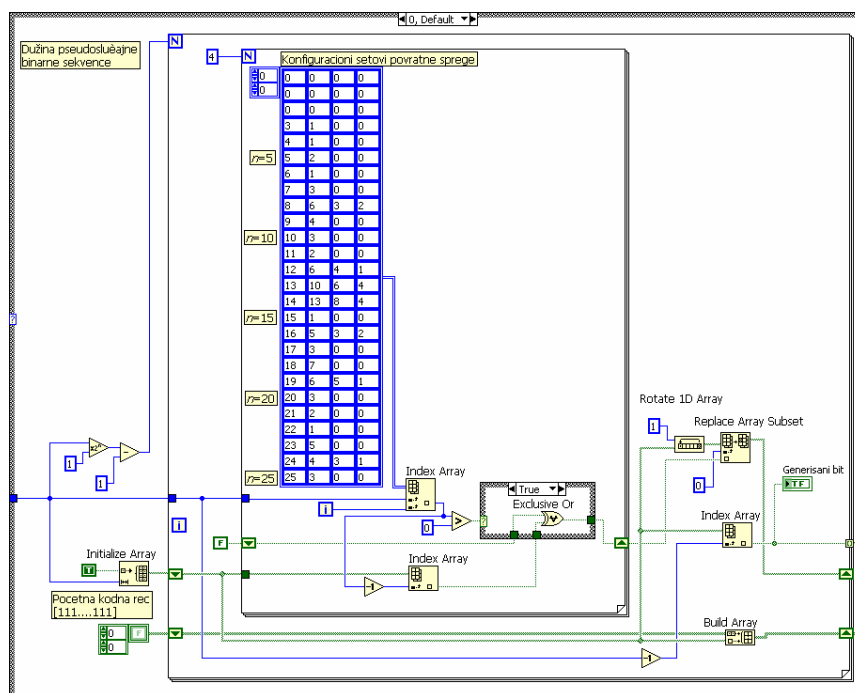 0, Default
Dužina pseudoslučajne
binarne sekvence
N
4
N
Konfiguracioni setovi povratne sprege
0
0
0 0 0 0
0 0 0 0
0 0 0 0
3 1 0 0
4 1 0 0
n=5
5 2 0 0
6 1 0 0
7 3 0 0
8 6 3 2
9 4 0 0
n=10
10 3 0 0
11 2 0 0
12 6 4 1
13 10 6 4
14 13 8 4
n=15
15 1 0 0
16 5 3 2
17 3 0 0
18 7 0 0
19 6 5 1
n=20
20 3 0 0
21 2 0 0
22 1 0 0
23 5 0 0
24 4 3 1
n=25
25 3 0 0
?
Rotate 1D Array
1
Replace Array Subset
0
×2ⁿ
1
-
1
Index Array
i
0
>
?
True
Exclusive Or
v
Generisani bit
TF
Index Array
i
F
Index Array
-1
Initialize Array
T
Pocetna kodna rec
[111....111]
0
0
F
Build Array
-1